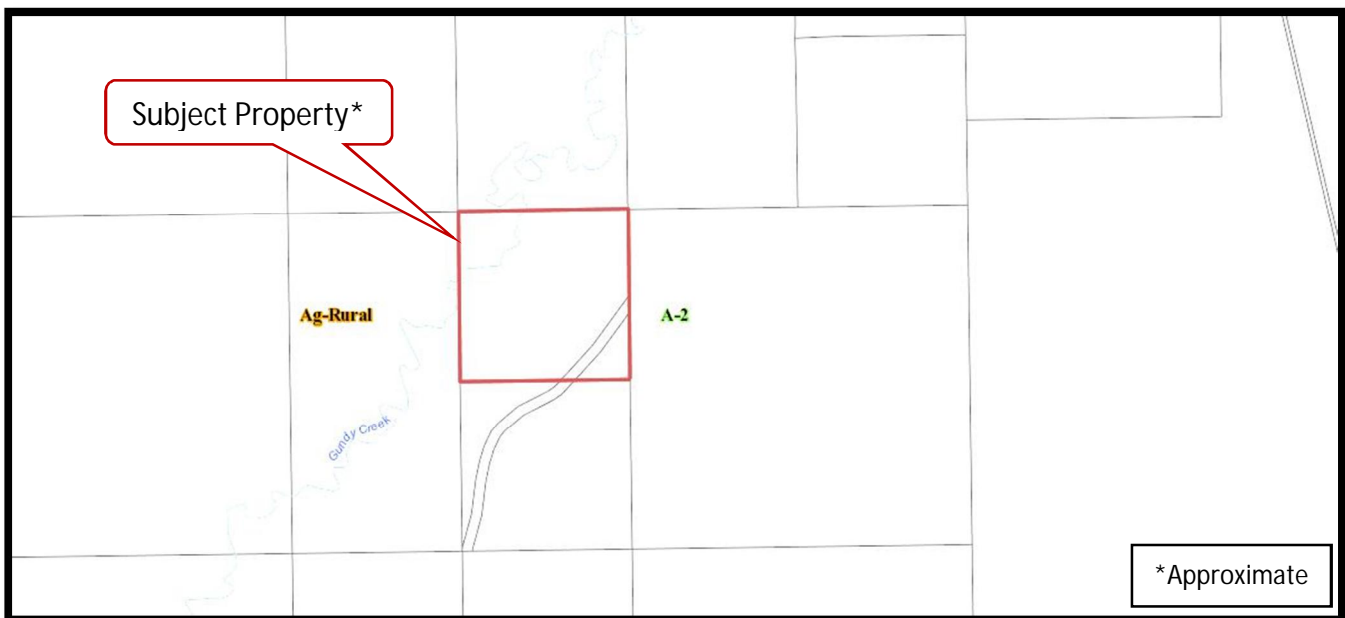 Subject Property*
Ag-Rural
A-2
Gundy Creek
*Approximate